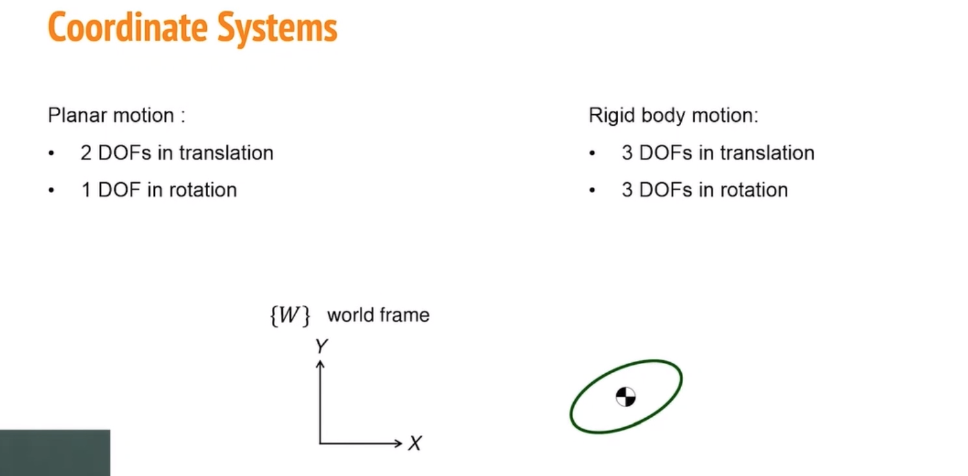 Coordinate Systems
Planar motion :
• 2 DOFs in translation
• 1 DOF in rotation
Rigid body motion:
• 3 DOFs in translation
• 3 DOFs in rotation
{W} world frame
Y
X